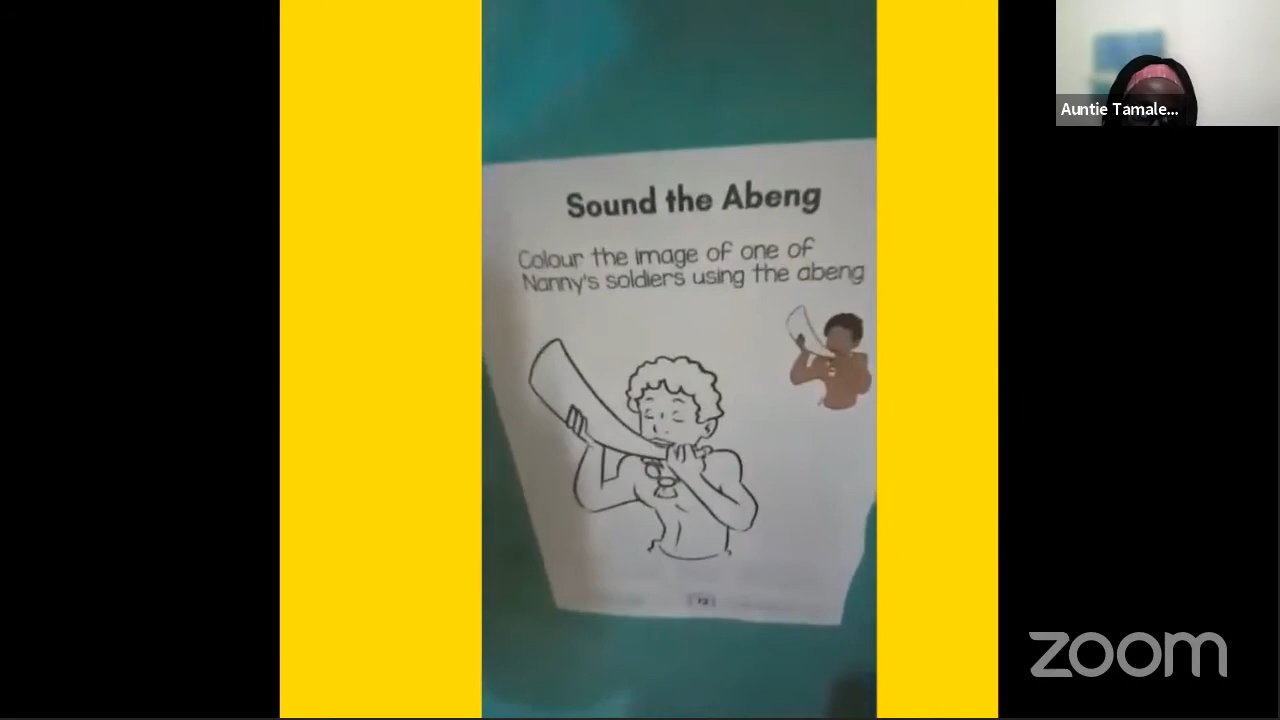 Auntie Tamale...
Sound the Abeng
Colour the image of one of
Nanny's soldiers using the abeng
zoom